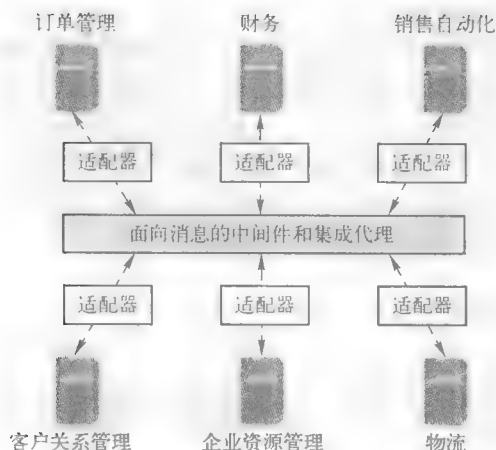 订单管理 财务 销售自动化
适配器 适配器 适配器
面向消息的中间件和集成代理
适配器 适配器 适配器
客户关系管理 企业资源管理 物流